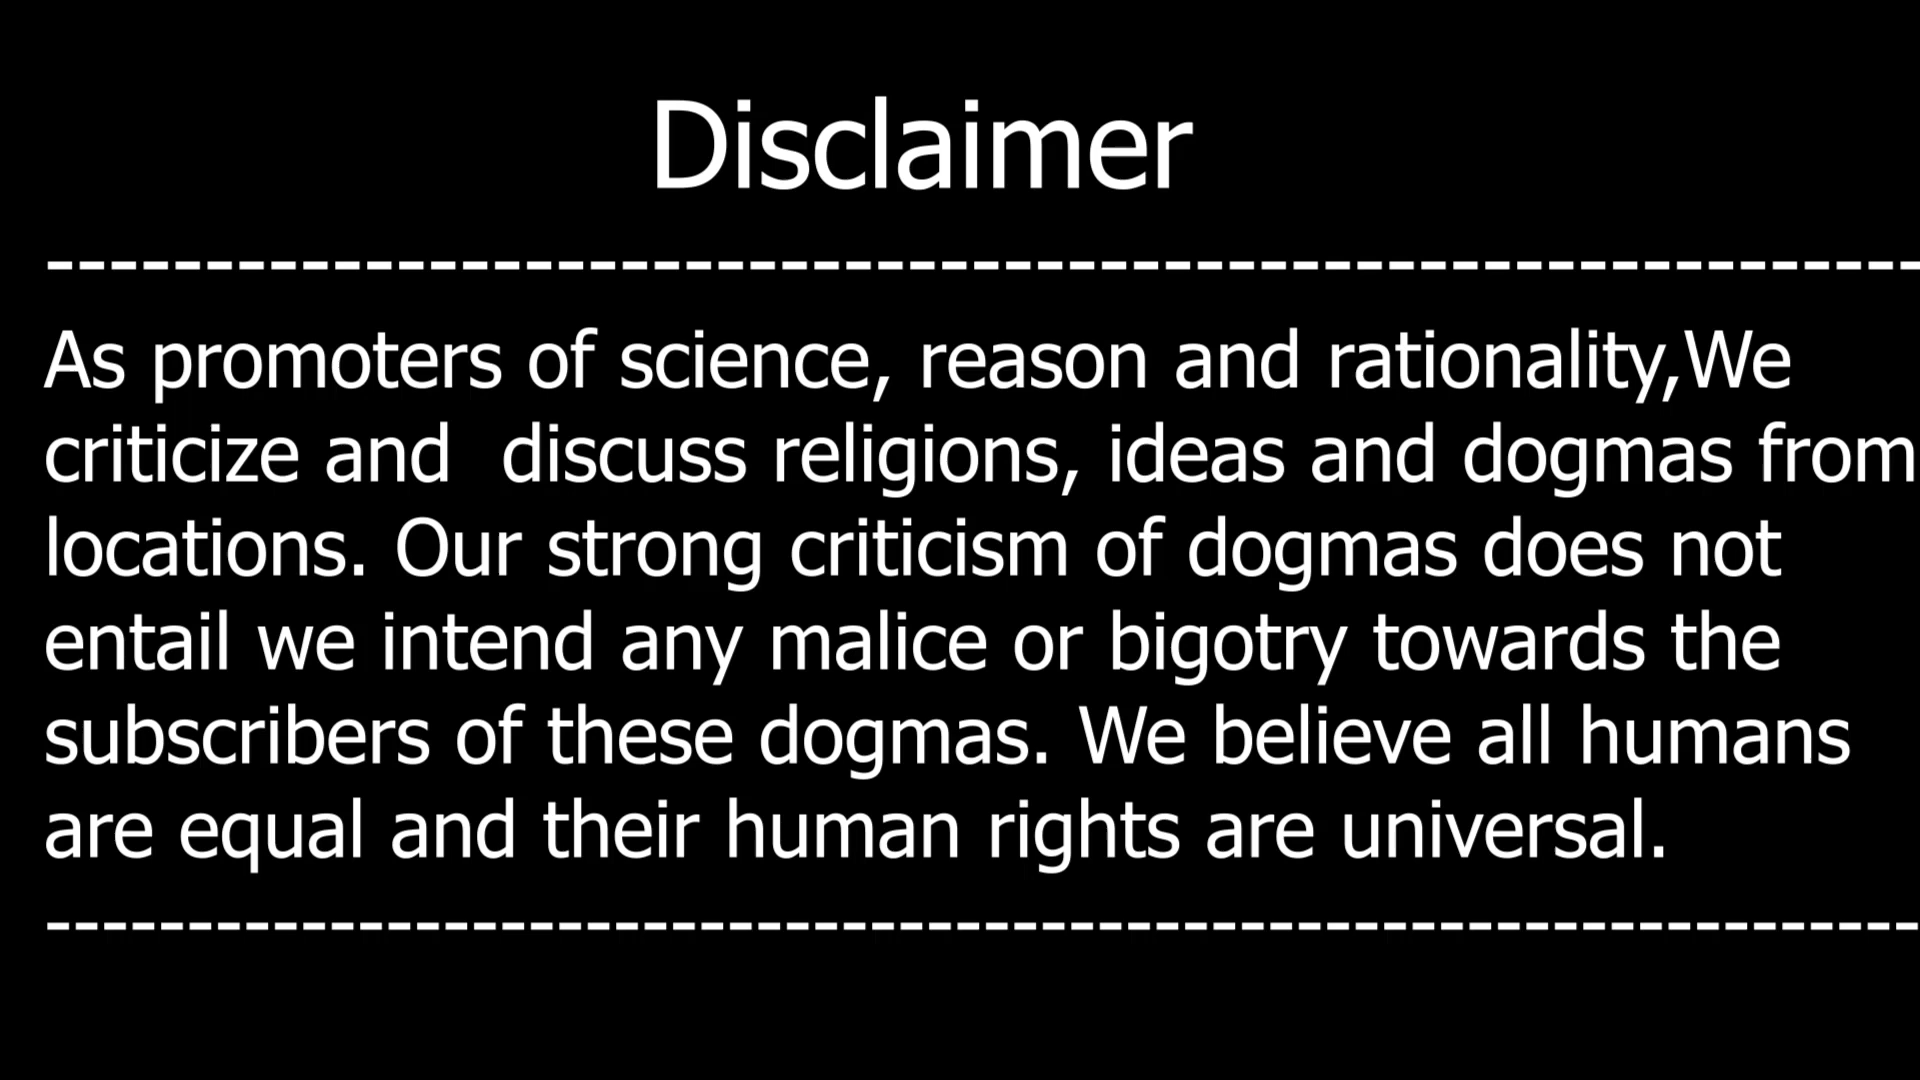 Disclaimer
------------------------------------------------------------
As promoters of science, reason and rationality,We
criticize and  discuss religions, ideas and dogmas from
locations. Our strong criticism of dogmas does not
entail we intend any malice or bigotry towards the
subscribers of these dogmas. We believe all humans
are equal and their human rights are universal.
------------------------------------------------------------------